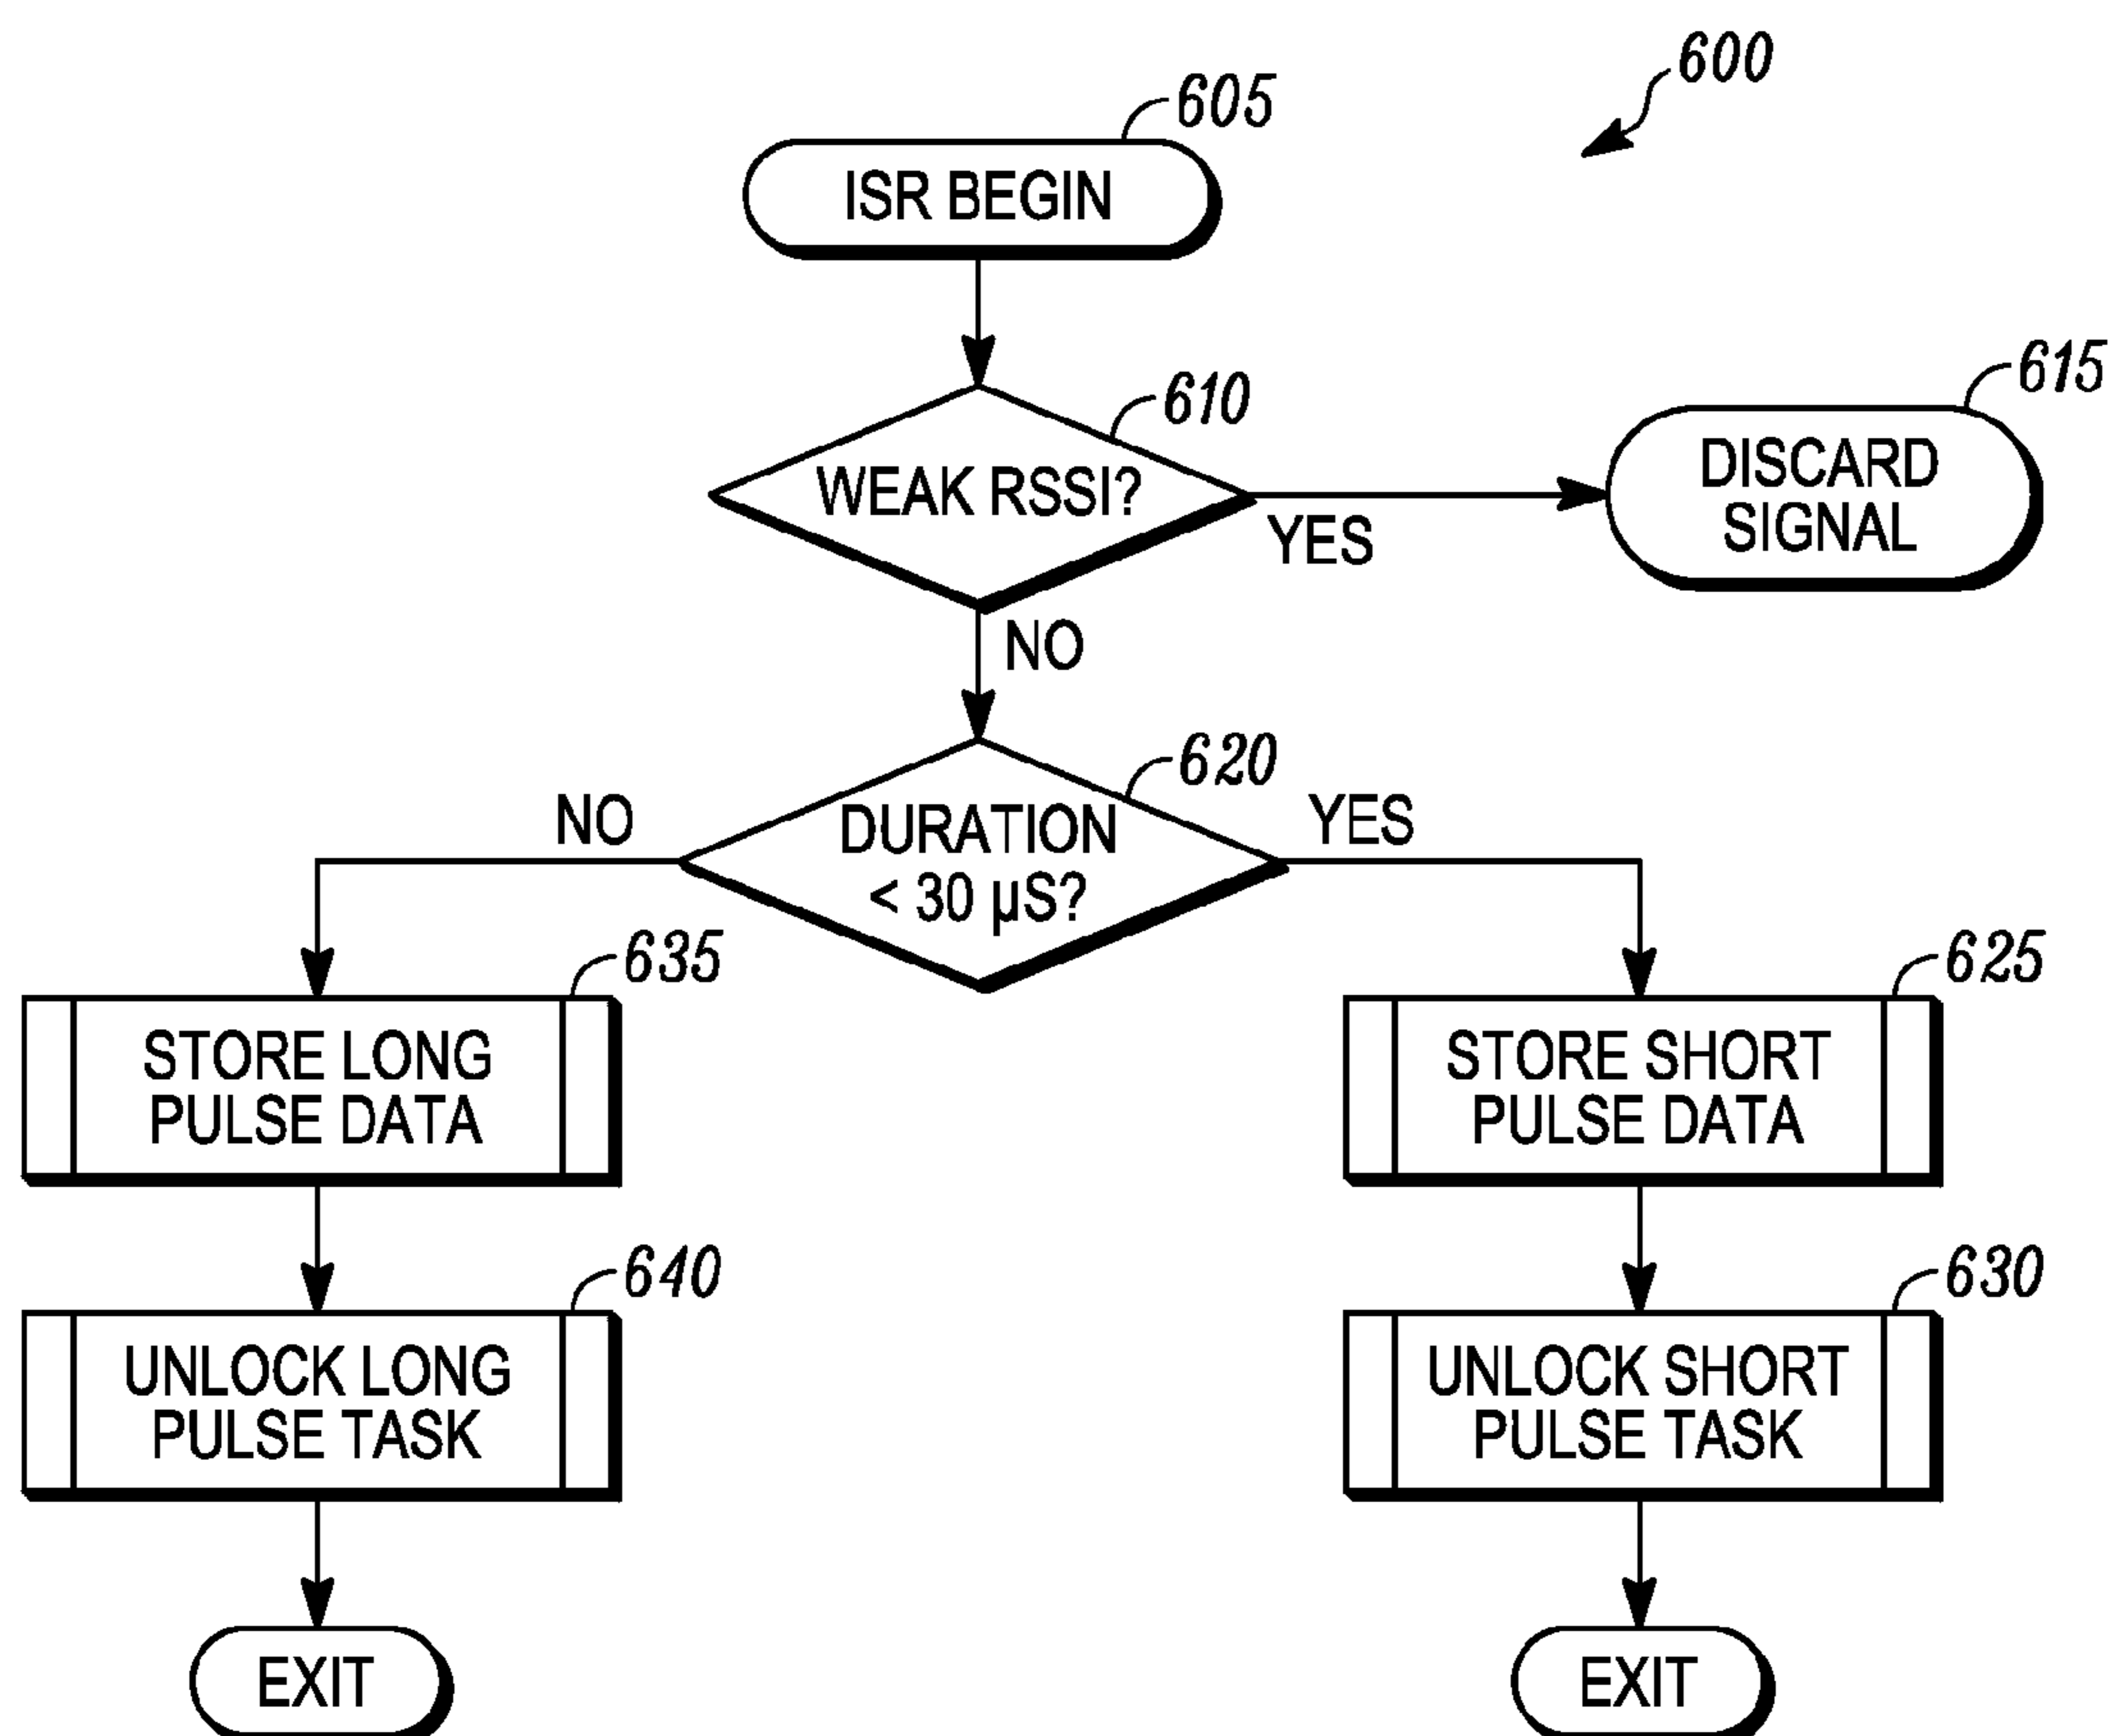 600
605
ISR BEGIN
610
WEAK RSSI?
YES
615
DISCARD
SIGNAL
NO
620
DURATION
< 30 µS?
NO
YES
635
STORE LONG
PULSE DATA
625
STORE SHORT
PULSE DATA
640
UNLOCK LONG
PULSE TASK
630
UNLOCK SHORT
PULSE TASK
EXIT
EXIT